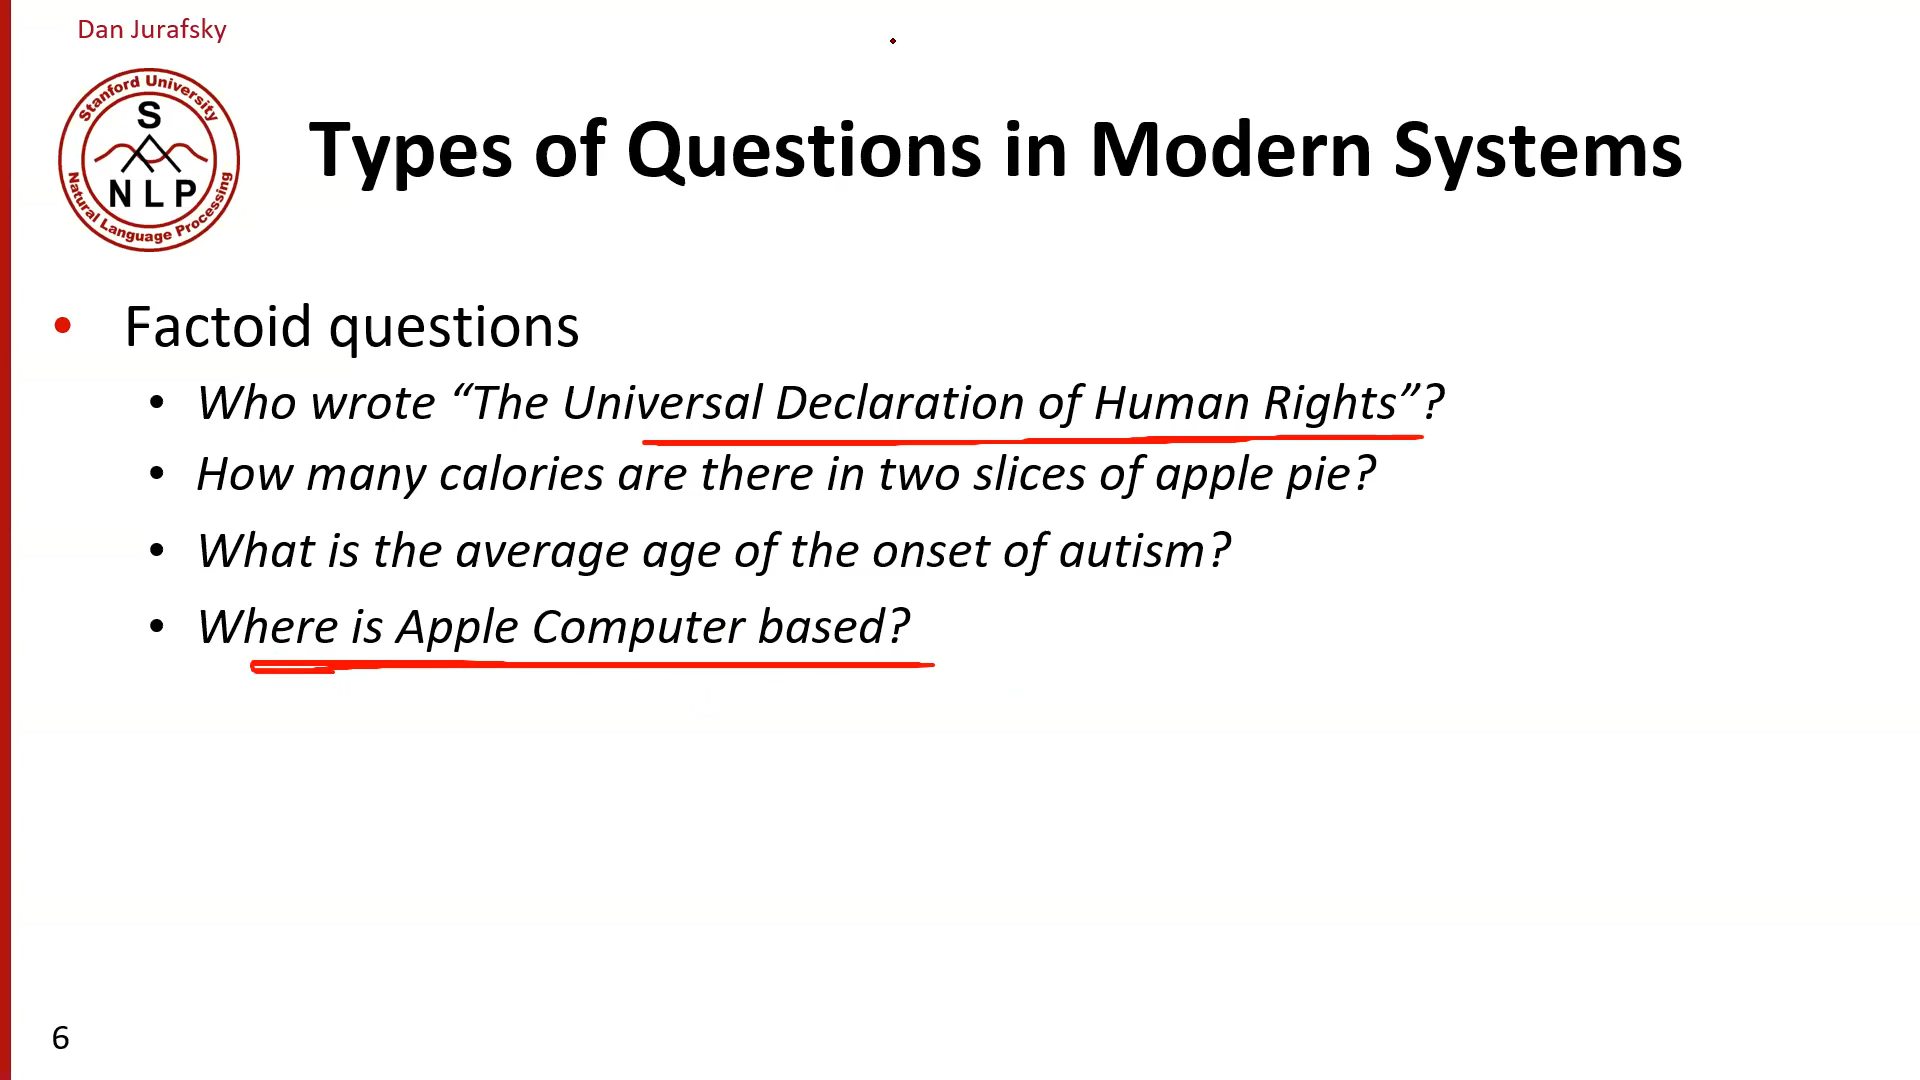 Dan Jurafsky
Stanford University
S
NLP
Natural Language Processing
Types of Questions in Modern Systems
• Factoid questions
• Who wrote “The Universal Declaration of Human Rights”?
• How many calories are there in two slices of apple pie?
• What is the average age of the onset of autism?
• Where is Apple Computer based?
6